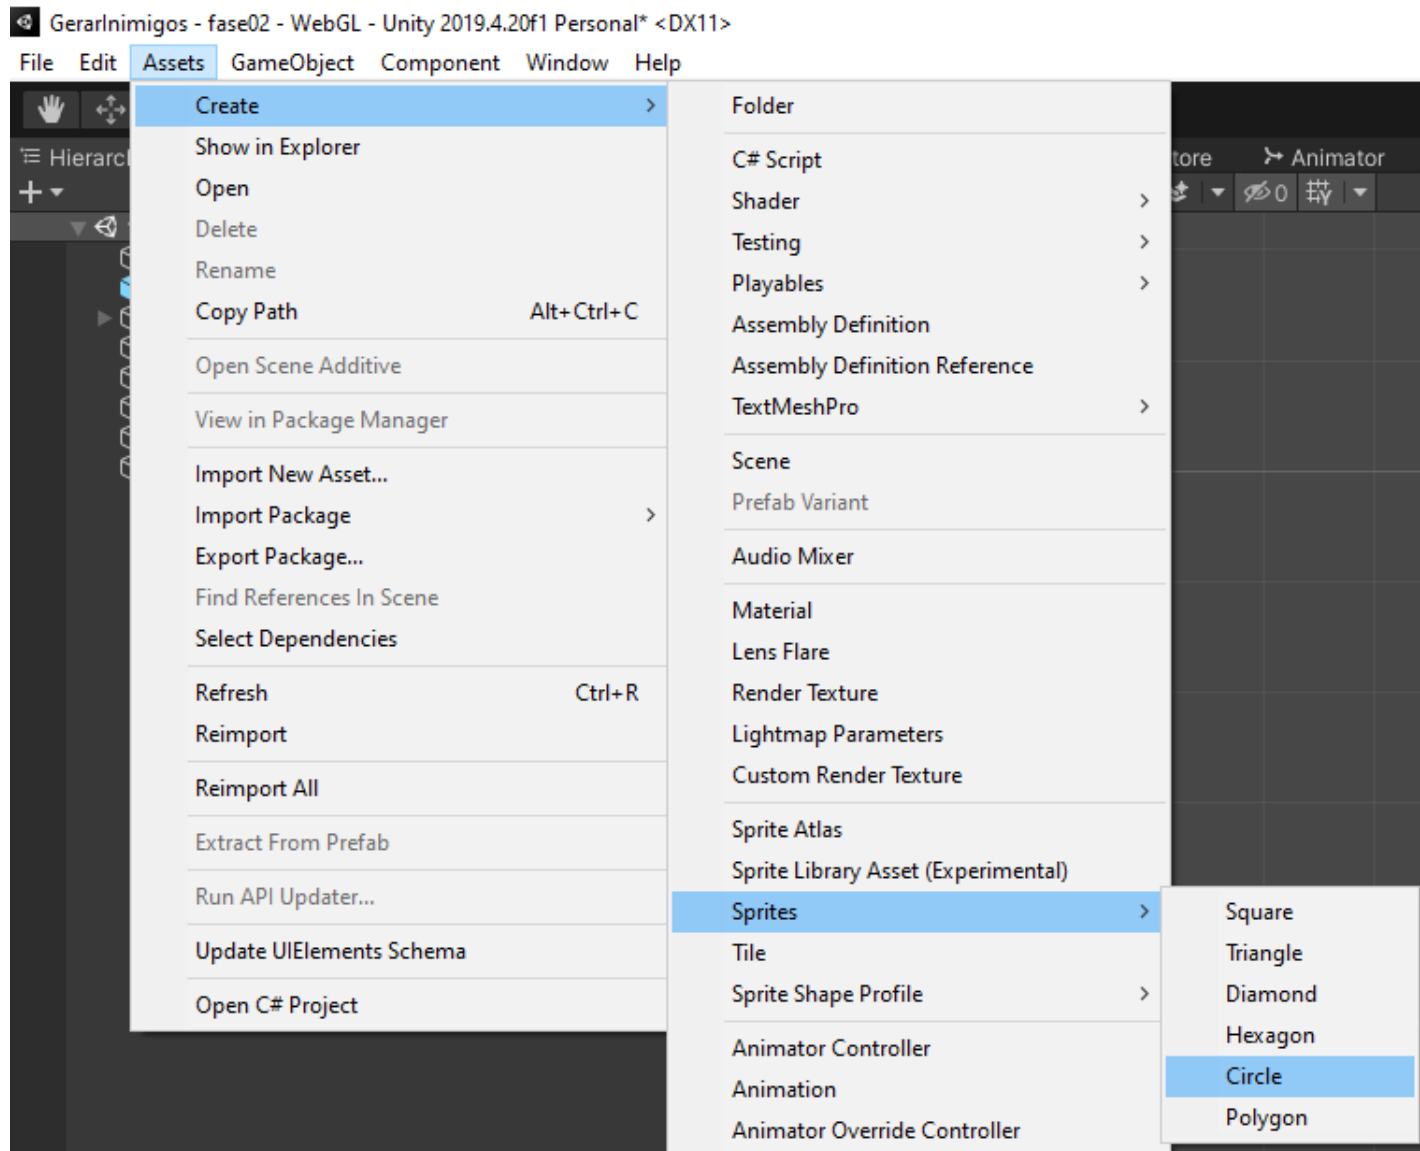 GerarInimigos - fase02 - WebGL - Unity 2019.4.20f1 Personal* <DX11>
File Edit Assets GameObject Component Window Help
Hierarc
tore
Animator
0
Create
Show in Explorer
Open
Delete
Rename
Copy Path Alt+Ctrl+C
Open Scene Additive
View in Package Manager
Import New Asset...
Import Package
Export Package...
Find References In Scene
Select Dependencies
Refresh Ctrl+R
Reimport
Reimport All
Extract From Prefab
Run API Updater...
Update UIElements Schema
Open C# Project
Folder
C# Script
Shader
Testing
Playables
Assembly Definition
Assembly Definition Reference
TextMeshPro
Scene
Prefab Variant
Audio Mixer
Material
Lens Flare
Render Texture
Lightmap Parameters
Custom Render Texture
Sprite Atlas
Sprite Library Asset (Experimental)
Sprites
Tile
Sprite Shape Profile
Animator Controller
Animation
Animator Override Controller
Square
Triangle
Diamond
Hexagon
Circle
Polygon